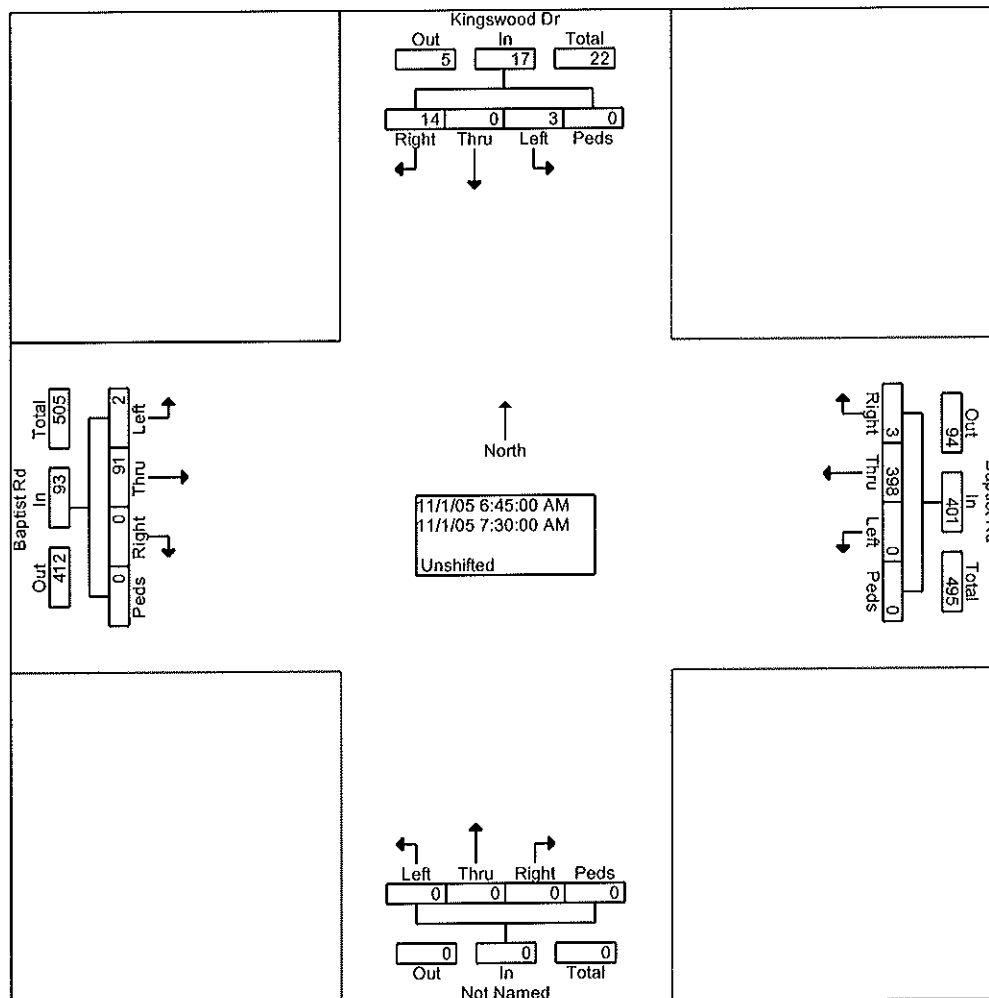 Kingswood Dr
Out In Total
5 17 22
14 0 3 0
Right Thru Left Peds
Baptist Rd
Total In Out
505 93 412
2 91 0 0
Left Thru Right Peds
North
11/1/05 6:45:00 AM
11/1/05 7:30:00 AM
Unshifted
Right Thru Left Peds
3 398 0 0
Out In Total
94 401 495
Left Thru Right Peds
0 0 0 0
0 0 0
Out In Total
Not Named